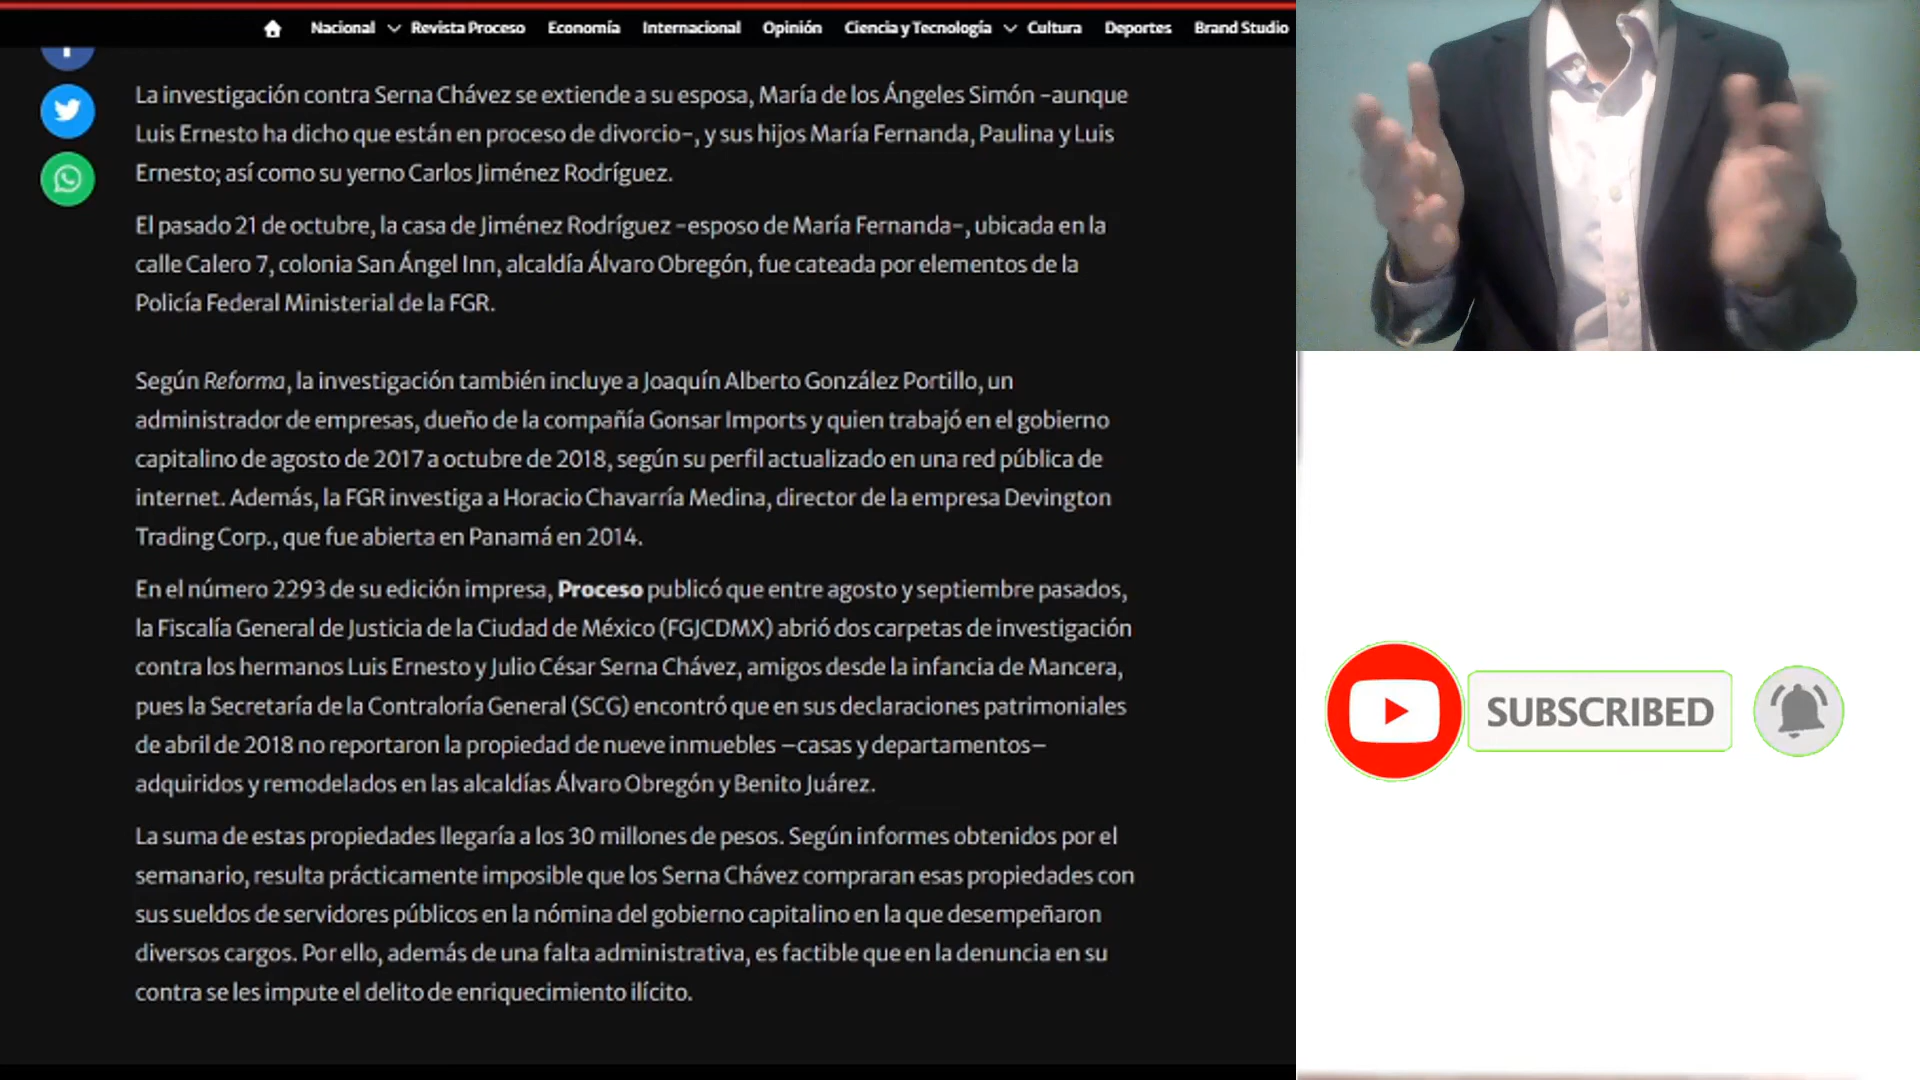 Nacional Revista Proceso Economía Internacional Opinión Ciencia y Tecnología Cultura Deportes Brand Studio
La investigación contra Serna Chávez se extiende a su esposa, María de los Ángeles Simón -aunque
Luis Ernesto ha dicho que están en proceso de divorcio-, y sus hijos María Fernanda, Paulina y Luis
Ernesto; así como su yerno Carlos Jiménez Rodríguez.
El pasado 21 de octubre, la casa de Jiménez Rodríguez -esposo de María Fernanda-, ubicada en la
calle Calero 7, colonia San Ángel Inn, alcaldía Álvaro Obregón, fue cateada por elementos de la
Policía Federal Ministerial de la FGR.
Según Reforma, la investigación también incluye a Joaquín Alberto González Portillo, un
administrador de empresas, dueño de la compañía Gonsar Imports y quien trabajó en el gobierno
capitalino de agosto de 2017 a octubre de 2018, según su perfil actualizado en una red pública de
internet. Además, la FGR investiga a Horacio Chavarría Medina, director de la empresa Devington
Trading Corp., que fue abierta en Panamá en 2014.
En el número 2293 de su edición impresa, Proceso publicó que entre agosto y septiembre pasados,
la Fiscalía General de Justicia de la Ciudad de México (FGJCDMX) abrió dos carpetas de investigación
contra los hermanos Luis Ernesto y Julio César Serna Chávez, amigos desde la infancia de Mancera,
pues la Secretaría de la Contraloría General (SCG) encontró que en sus declaraciones patrimoniales
de abril de 2018 no reportaron la propiedad de nueve inmuebles –casas y departamentos–
adquiridos y remodelados en las alcaldías Álvaro Obregón y Benito Juárez.
La suma de estas propiedades llegaría a los 30 millones de pesos. Según informes obtenidos por el
semanario, resulta prácticamente imposible que los Serna Chávez compraran esas propiedades con
sus sueldos de servidores públicos en la nómina del gobierno capitalino en la que desempeñaron
diversos cargos. Por ello, además de una falta administrativa, es factible que en la denuncia en su
contra se les impute el delito de enriquecimiento ilícito.
SUBSCRIBED